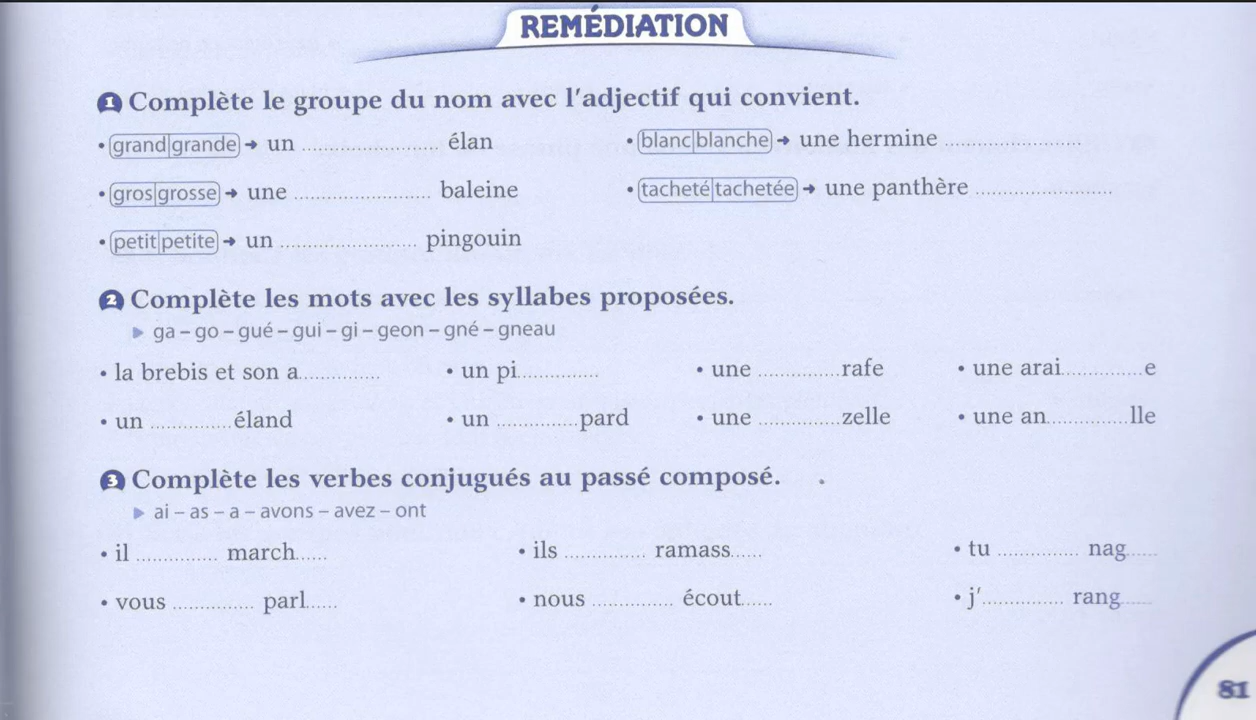 REMÉDIATION
1 Complète le groupe du nom avec l'adjectif qui convient.
• grand|grande → un élan
• blanc|blanche → une hermine
• gros|grosse → une ........................ baleine
• tacheté|tachetée → une panthère ........................
• petit|petite → un ........................ pingouin
2 Complète les mots avec les syllabes proposées.
▶ ga – go – gué – gui – gi – geon – gné – gneau
• la brebis et son a..............
• un pi..............
• une ..............rafe
• une arai..............e
• un ..............éland
• un ..............pard
• une ..............zelle
• une an..............lle
3 Complète les verbes conjugués au passé composé.
▶ ai – as – a – avons – avez – ont
• il .............. march......
• ils .............. ramass......
• tu .............. nag......
• vous .............. parl......
• nous .............. écout......
• j'.............. rang......
81